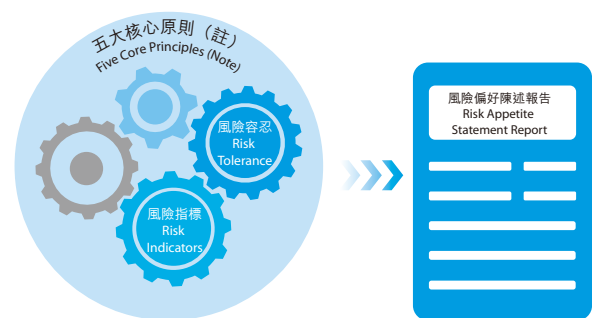 五大核心原則（註）
Five Core Principles (Note)
風險容忍
Risk
Tolerance
風險指標
Risk
Indicators
風險偏好陳述報告
Risk Appetite
Statement Report